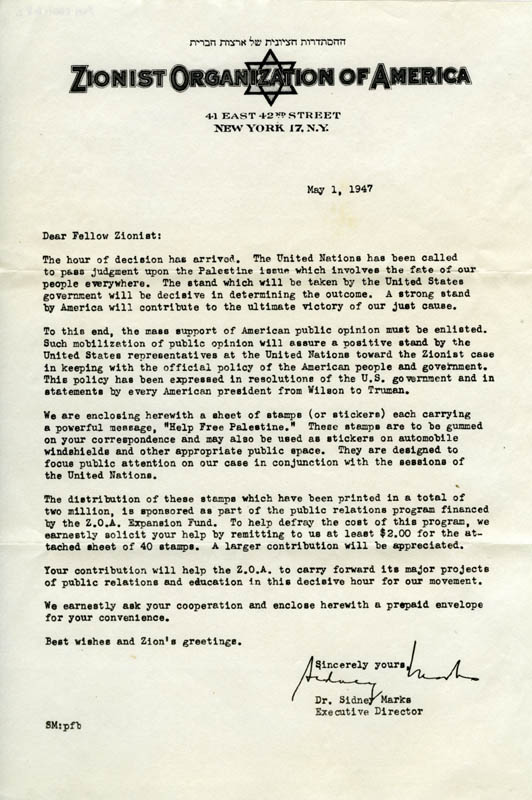 ההסתדרות הציונית של ארצות הברית
ZIONIST ORGANIZATION OF AMERICA
41 EAST 42ND STREET
NEW YORK 17, N.Y.
May 1, 1947
Dear Fellow Zionist:
The hour of decision has arrived. The United Nations has been called
to pass judgment upon the Palestine issue which involves the fate of our
people everywhere. The stand which will be taken by the United States
government will be decisive in determining the outcome. A strong stand
by America will contribute to the ultimate victory of our just cause.
To this end, the mass support of American public opinion must be enlisted.
Such mobilization of public opinion will assure a positive stand by the
United States representatives at the United Nations toward the Zionist case
in keeping with the official policy of the American people and government.
This policy has been expressed in resolutions of the U.S. government and in
statements by every American president from Wilson to Truman.
We are enclosing herewith a sheet of stamps (or stickers) each carrying
a powerful message, "Help Free Palestine." These stamps are to be gummed
on your correspondence and may also be used as stickers on automobile
windshields and other appropriate public space. They are designed to
focus public attention on our case in conjunction with the sessions of
the United Nations.
The distribution of these stamps which have been printed in a total of
two million, is sponsored as part of the public relations program financed
by the Z.O.A. Expansion Fund. To help defray the cost of this program, we
earnestly solicit your help by remitting to us at least $2.00 for the at-
tached sheet of 40 stamps. A larger contribution will be appreciated.
Your contribution will help the Z.O.A. to carry forward its major projects
of public relations and education in this decisive hour for our movement.
We earnestly ask your cooperation and enclose herewith a prepaid envelope
for your convenience.
Best wishes and Zion's greetings.
Sincerely yours,
Sidney Marks
Dr. Sidney Marks
Executive Director
SM:pfb